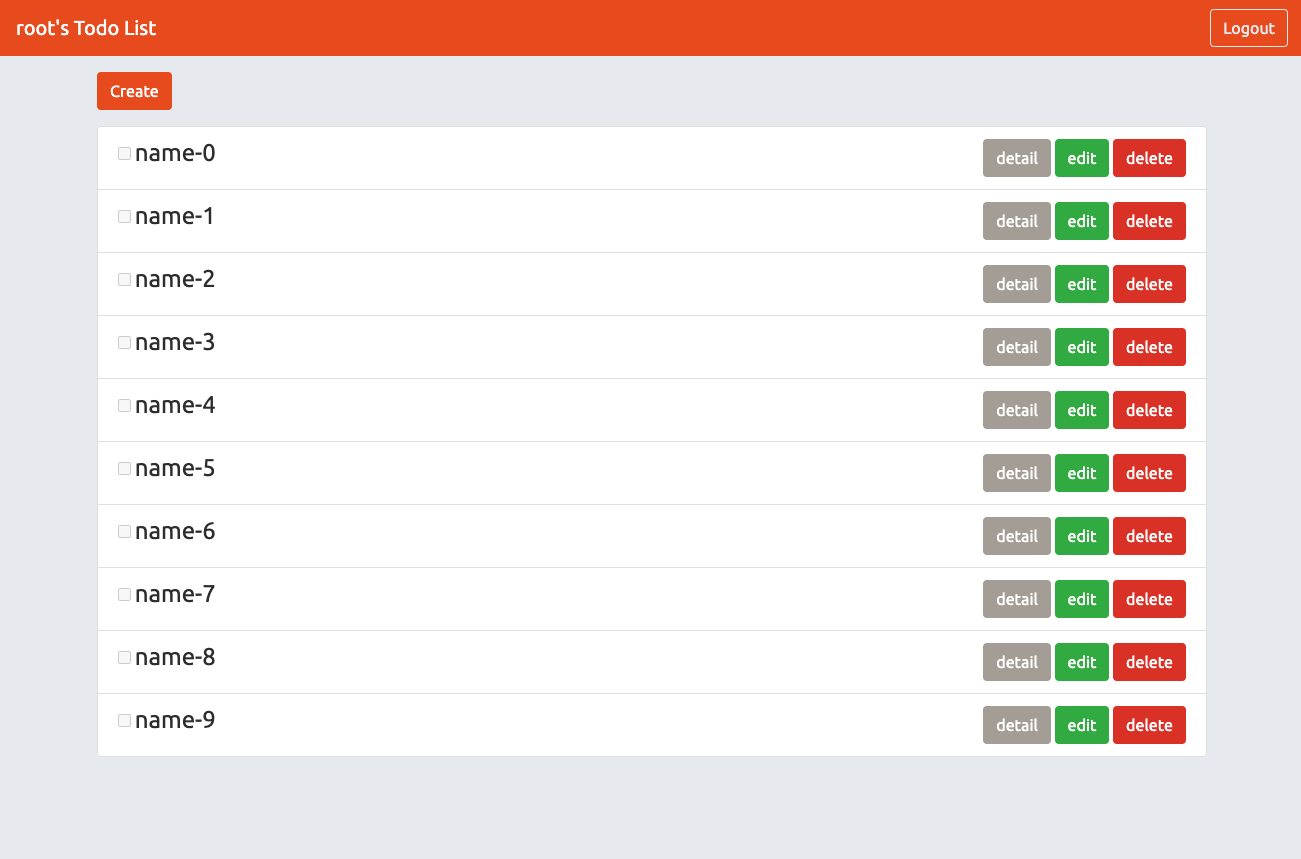 root's Todo List Logout
Create
name-0 detail edit delete
name-1 detail edit delete
name-2 detail edit delete
name-3 detail edit delete
name-4 detail edit delete
name-5 detail edit delete
name-6 detail edit delete
name-7 detail edit delete
name-8 detail edit delete
name-9 detail edit delete